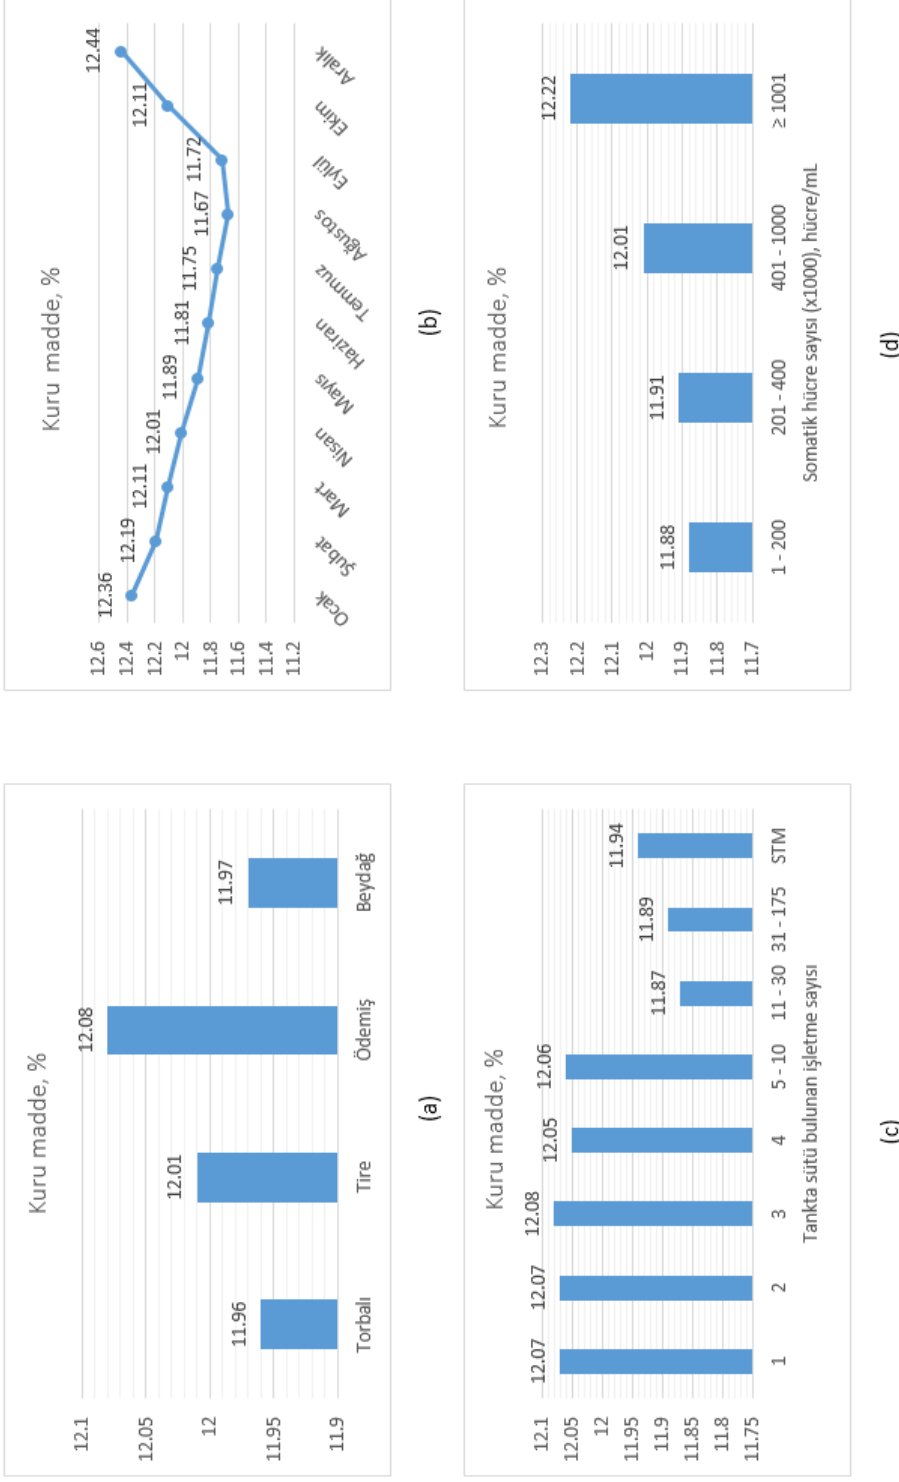 Kuru madde, %
12.1
12.05
12
11.95
11.9
11.96
12.01
12.08
11.97
Torbalı
Tire
Ödemiş
Beydağ
(a)
Kuru madde, %
12.6
12.4
12.2
12
11.8
11.6
11.4
11.2
12.36
12.19
12.11
12.01
11.89
11.81
11.75
11.67
11.72
12.11
12.44
Ocak
Şubat
Mart
Nisan
Mayıs
Haziran
Temmuz
Ağustos
Eylül
Ekim
Aralık
(b)
Kuru madde, %
12.1
12.05
12
11.95
11.9
11.85
11.8
11.75
12.07
12.07
12.08
12.05
12.06
11.87
11.89
11.94
1
2
3
4
5 - 10
11 - 30
31 - 175
STM
Tankta sütü bulunan işletme sayısı
(c)
Kuru madde, %
12.3
12.2
12.1
12
11.9
11.8
11.7
11.88
11.91
12.01
12.22
1 - 200
201 - 400
401 - 1000
≥ 1001
Somatik hücre sayısı (x1000), hücre/mL
(d)